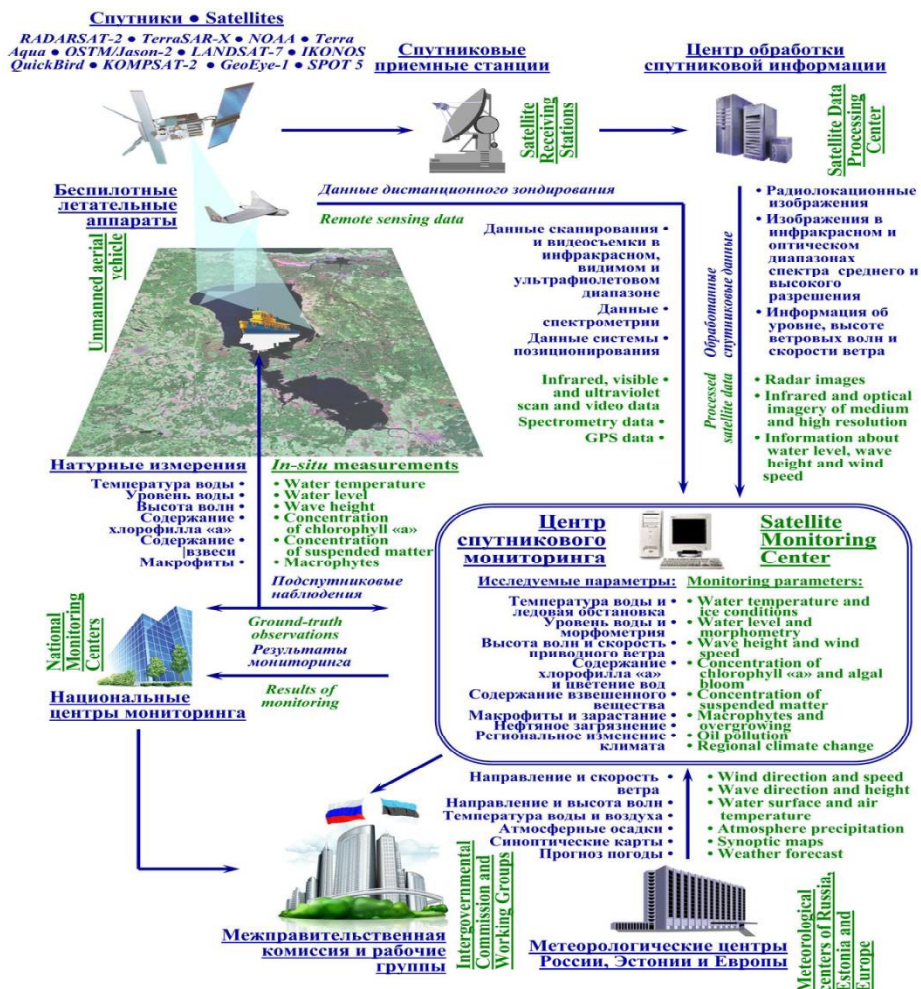 Спутники ● Satellites
RADARSAT-2 ● TerraSAR-X ● NOAA ● Terra
Aqua ● OSTM/Jason-2 ● LANDSAT-7 ● IKONOS
QuickBird ● KOMPSAT-2 ● GeoEye-1 ● SPOT 5
Спутниковые
приемные станции
Satellite
Receiving
Stations
Центр обработки
спутниковой информации
Satellite Data
Processing
Center
Беспилотные
летательные
аппараты
Unmanned aerial
vehicle
Данные дистанционного зондирования
Remote sensing data
Данные сканирования •
и видеосъемки в
инфракрасном,
видимом и
ультрафиолетовом
диапазоне
Данные •
спектрометрии
Данные системы •
позиционирования
Infrared, visible •
and ultraviolet
scan and video data
Spectrometry data •
GPS data •
Обработанные
спутниковые данные
Processed
satellite data
• Радиолокационные
изображения
• Изображения в
инфракрасном и
оптическом
диапазонах
спектра среднего и
высокого
разрешения
• Информация об
уровне, высоте
ветровых волн и
скорости ветра
• Radar images
• Infrared and optical
imagery of medium
and high resolution
• Information about
water level, wave
height and wind
speed
Натурные измерения
Температура воды •
Уровень воды •
Высота волн •
Содержание •
хлорофилла «а»
Содержание •
|взвеси
Макрофиты •
In-situ measurements
• Water temperature
• Water level
• Wave height
• Concentration
of chlorophyll «a»
• Concentration
of suspended matter
• Macrophytes
Подспутниковые
наблюдения
Ground-truth
observations
Результаты
мониторинга
Results of
monitoring
National
Monitoring
Centers
Национальные
центры мониторинга
Центр
спутникового
мониторинга
Satellite
Monitoring
Center
Исследуемые параметры:
Температура воды и •
ледовая обстановка
Уровень воды и •
морфометрия
Высота волн и скорость •
приводного ветра
Содержание •
хлорофилла «а»
и цветение вод
Содержание взвешенного •
вещества
Макрофиты и зарастание •
Нефтяное загрязнение •
Региональное изменение •
климата
Monitoring parameters:
• Water temperature and
ice conditions
• Water level and
morphometry
• Wave height and wind
speed
• Concentration of
chlorophyll «a» and algal
bloom
• Concentration of
suspended matter
• Macrophytes and
overgrowing
• Oil pollution
• Regional climate change
Направление и скорость •
ветра
Направление и высота волн •
Температура воды и воздуха •
Атмосферные осадки •
Синоптические карты •
Прогноз погоды •
• Wind direction and speed
• Wave direction and height
• Water surface and air
temperature
• Atmosphere precipitation
• Synoptic maps
• Weather forecast
Межправительственная
комиссия и рабочие
группы
Intergovernmental
Commission and
Working Groups
Метеорологические центры
России, Эстонии и Европы
Meteorological
centers of Russia,
Estonia and
Europe